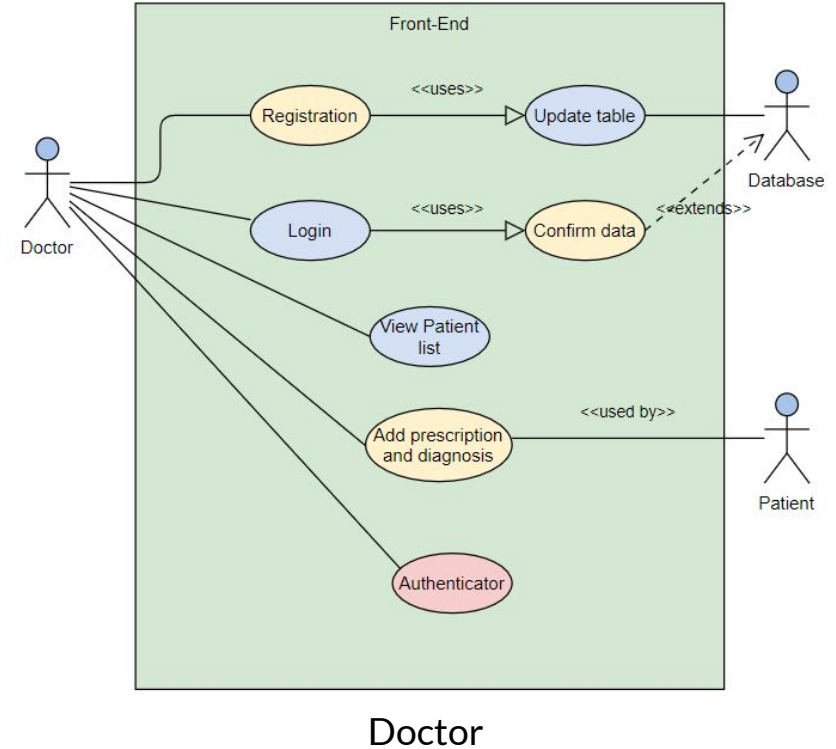 Front-End
<<uses>>
Registration
Update table
Database
<<uses>>
<<extends>>
Login
Confirm data
Doctor
View Patient
list
<<used by>>
Add prescription
and diagnosis
Patient
Authenticator
Doctor